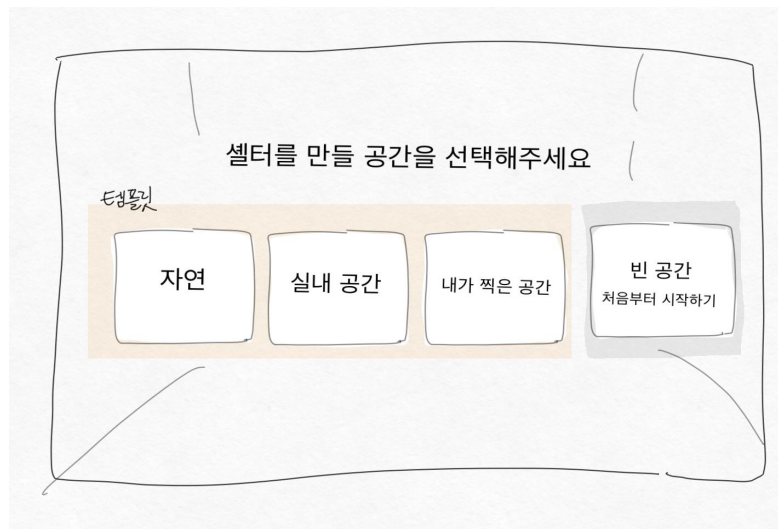 셸터를 만들 공간을 선택해주세요
템플릿
자연
실내 공간
내가 찍은 공간
빈 공간
처음부터 시작하기